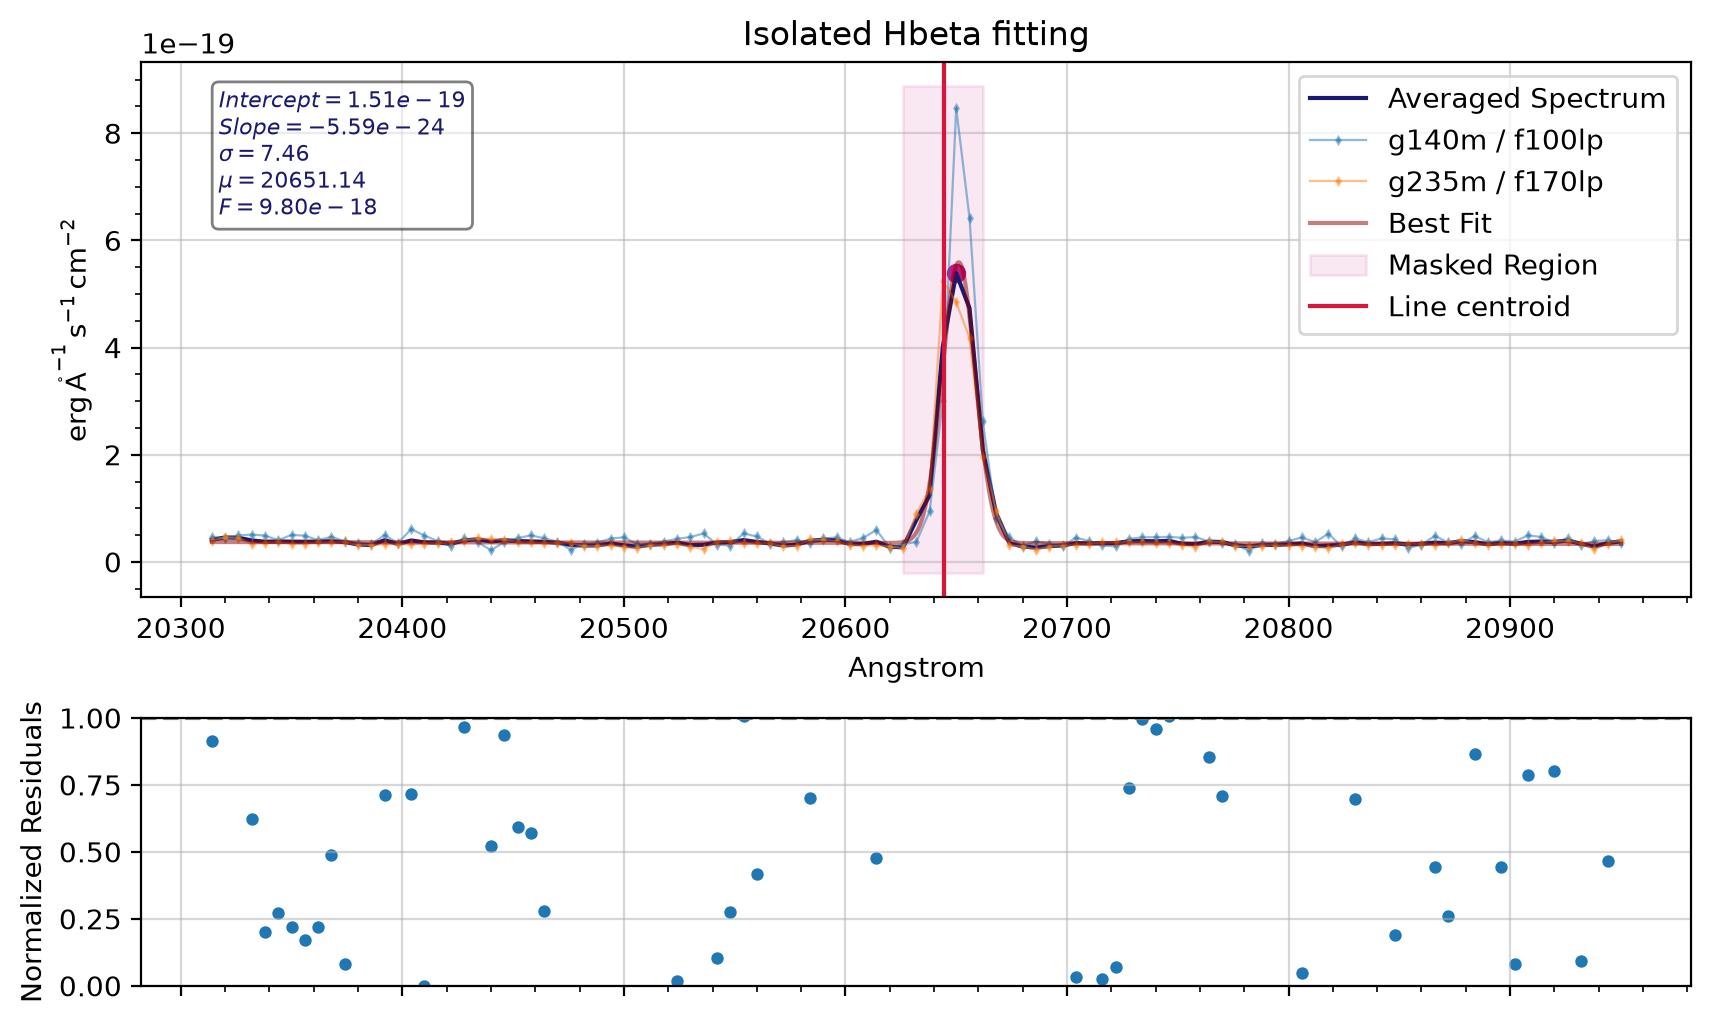 Isolated Hbeta fitting
1e−19
Intercept = 1.51e − 19
Slope = −5.59e − 24
σ = 7.46
μ = 20651.14
F = 9.80e − 18
Averaged Spectrum
g140m / f100lp
g235m / f170lp
Best Fit
Masked Region
Line centroid
erg Å⁻¹ s⁻¹ cm⁻²
8
6
4
2
0
20300 20400 20500 20600 20700 20800 20900
Angstrom
Normalized Residuals
1.00
0.75
0.50
0.25
0.00